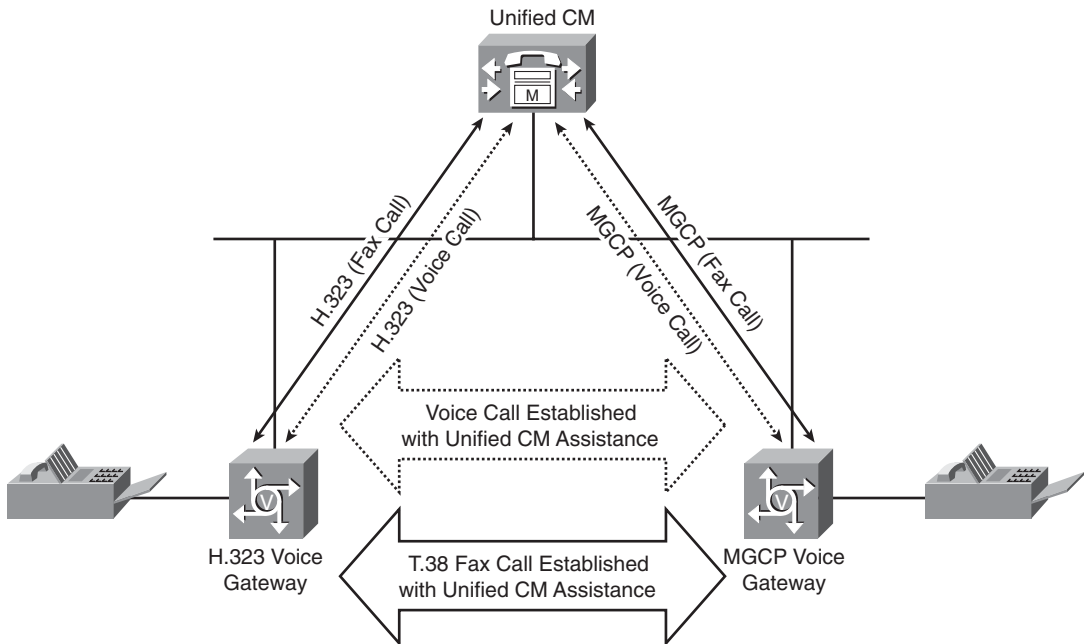 Unified CM
M
H.323 (Fax Call)
H.323 (Voice Call)
MGCP (Voice Call)
MGCP (Fax Call)
Voice Call Established
with Unified CM Assistance
V
V
H.323 Voice
Gateway
T.38 Fax Call Established
with Unified CM Assistance
MGCP Voice
Gateway